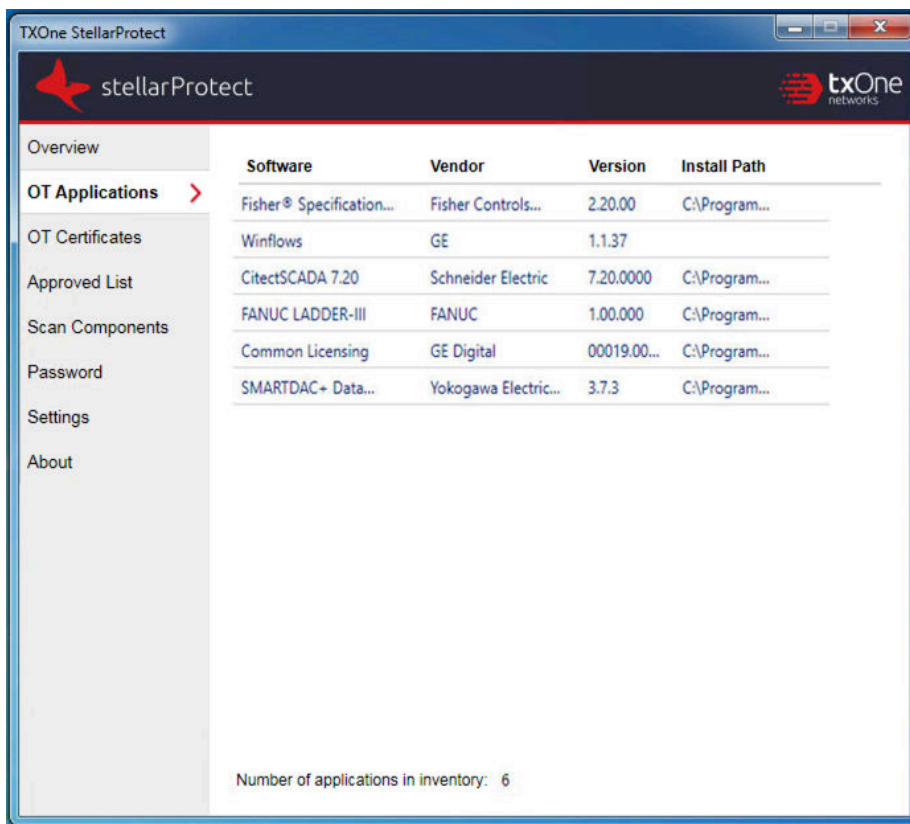 TXOne StellarProtect
stellarProtect
txOne
networks
Overview
OT Applications
OT Certificates
Approved List
Scan Components
Password
Settings
About
Software Vendor Version Install Path
Fisher® Specification... Fisher Controls... 2.20.00 C:\Program...
Winflows GE 1.1.37
CitectSCADA 7.20 Schneider Electric 7.20.0000 C:\Program...
FANUC LADDER-III FANUC 1.00.000 C:\Program...
Common Licensing GE Digital 00019.00... C:\Program...
SMARTDAC+ Data... Yokogawa Electric... 3.7.3 C:\Program...
Number of applications in inventory: 6